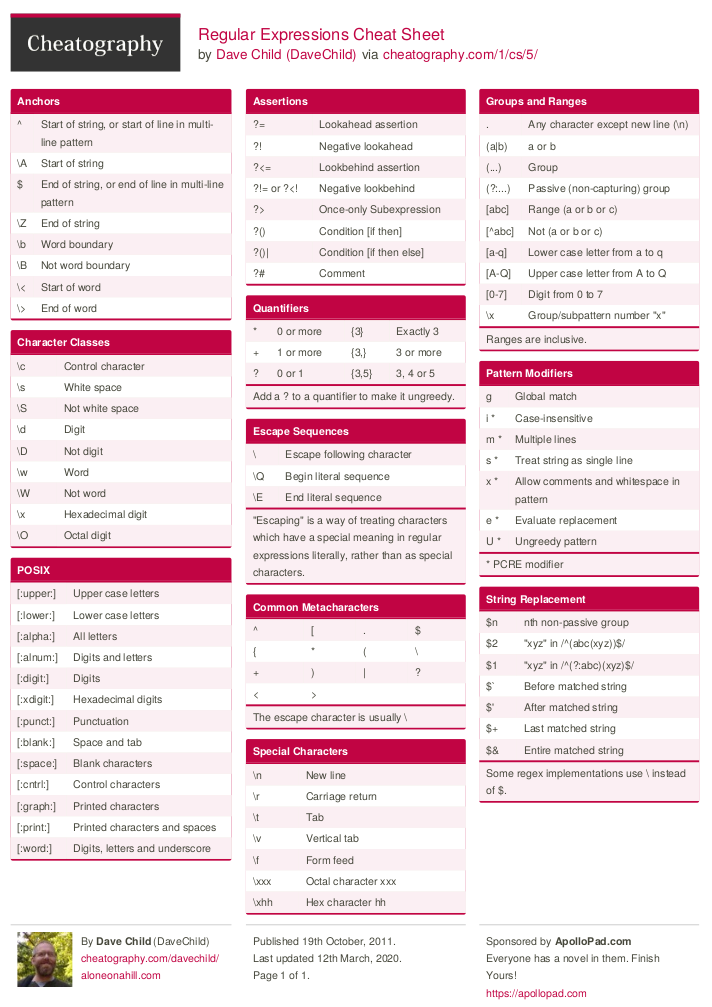 Cheatography
Regular Expressions Cheat Sheet
by Dave Child (DaveChild) via cheatography.com/1/cs/5/
Anchors
^ Start of string, or start of line in multi-
line pattern
\A Start of string
$ End of string, or end of line in multi-line
pattern
\Z End of string
\b Word boundary
\B Not word boundary
\< Start of word
\> End of word
Character Classes
\c Control character
\s White space
\S Not white space
\d Digit
\D Not digit
\w Word
\W Not word
\x Hexadecimal digit
\O Octal digit
POSIX
[:upper:] Upper case letters
[:lower:] Lower case letters
[:alpha:] All letters
[:alnum:] Digits and letters
[:digit:] Digits
[:xdigit:] Hexadecimal digits
[:punct:] Punctuation
[:blank:] Space and tab
[:space:] Blank characters
[:cntrl:] Control characters
[:graph:] Printed characters
[:print:] Printed characters and spaces
[:word:] Digits, letters and underscore
Assertions
?= Lookahead assertion
?! Negative lookahead
?<= Lookbehind assertion
?!= or ?<! Negative lookbehind
?> Once-only Subexpression
?() Condition [if then]
?()| Condition [if then else]
?# Comment
Quantifiers
* 0 or more {3} Exactly 3
+ 1 or more {3,} 3 or more
? 0 or 1 {3,5} 3, 4 or 5
Add a ? to a quantifier to make it ungreedy.
Escape Sequences
\ Escape following character
\Q Begin literal sequence
\E End literal sequence
"Escaping" is a way of treating characters
which have a special meaning in regular
expressions literally, rather than as special
characters.
Common Metacharacters
^ [ . $
{ * ( \
+ ) | ?
< >
The escape character is usually \
Special Characters
\n New line
\r Carriage return
\t Tab
\v Vertical tab
\f Form feed
\xxx Octal character xxx
\xhh Hex character hh
Groups and Ranges
. Any character except new line (\n)
(a|b) a or b
(...) Group
(?:...) Passive (non-capturing) group
[abc] Range (a or b or c)
[^abc] Not (a or b or c)
[a-q] Lower case letter from a to q
[A-Q] Upper case letter from A to Q
[0-7] Digit from 0 to 7
\x Group/subpattern number "x"
Ranges are inclusive.
Pattern Modifiers
g Global match
i * Case-insensitive
m * Multiple lines
s * Treat string as single line
x * Allow comments and whitespace in
pattern
e * Evaluate replacement
U * Ungreedy pattern
* PCRE modifier
String Replacement
$n nth non-passive group
$2 "xyz" in /^(abc(xyz))$/
$1 "xyz" in /^(?:abc)(xyz)$/
$` Before matched string
$' After matched string
$+ Last matched string
$& Entire matched string
Some regex implementations use \ instead
of $.
By Dave Child (DaveChild)
cheatography.com/davechild/
aloneonahill.com
Published 19th October, 2011.
Last updated 12th March, 2020.
Page 1 of 1.
Sponsored by ApolloPad.com
Everyone has a novel in them. Finish
Yours!
https://apollopad.com